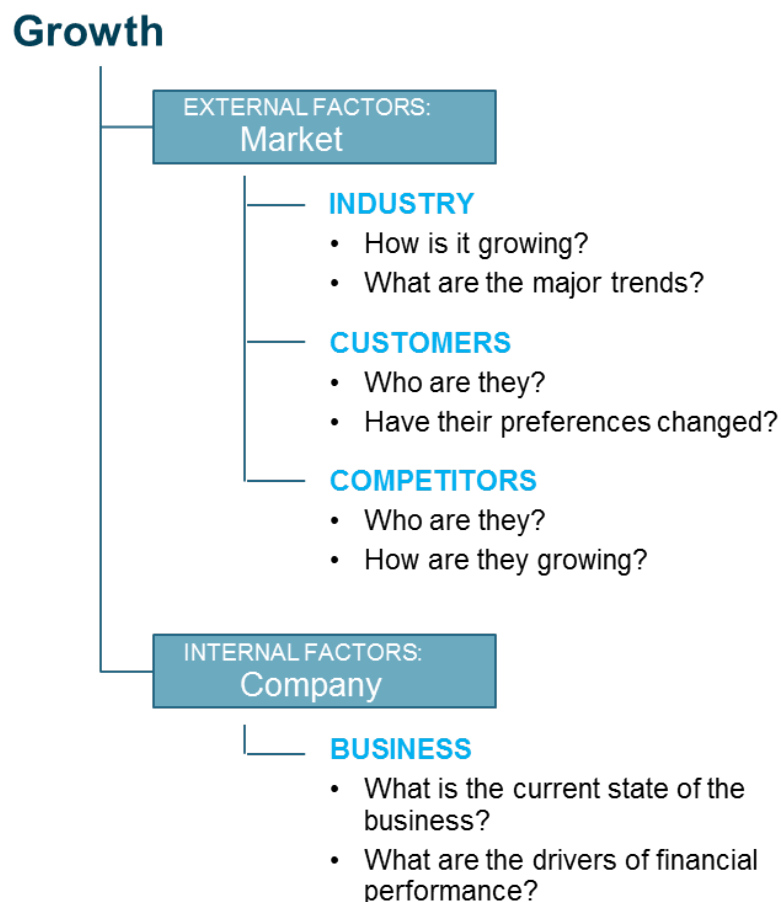 Growth
EXTERNAL FACTORS:
Market
INDUSTRY
• How is it growing?
• What are the major trends?
CUSTOMERS
• Who are they?
• Have their preferences changed?
COMPETITORS
• Who are they?
• How are they growing?
INTERNAL FACTORS:
Company
BUSINESS
• What is the current state of the
business?
• What are the drivers of financial
performance?